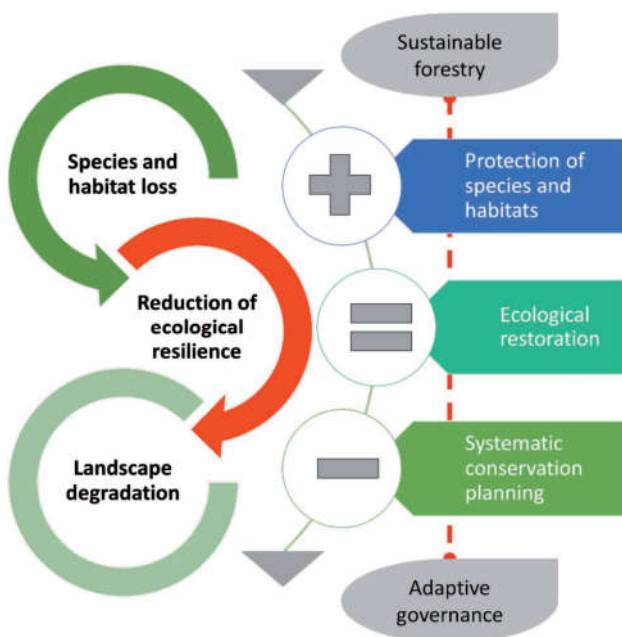 Sustainable
forestry
Species and
habitat loss
Protection of
species and
habitats
Reduction of
ecological
resilience
Ecological
restoration
Landscape
degradation
Systematic
conservation
planning
Adaptive
governance